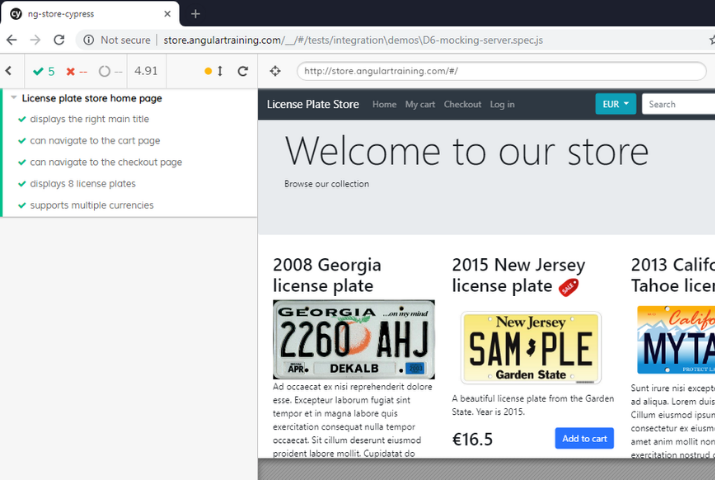 cy ng-store-cypress
Not secure | store.angulartraining.com/__/#/tests/integration\demos\D6-mocking-server.spec.js
5 -- -- 4.91
http://store.angulartraining.com/#/
License plate store home page
displays the right main title
can navigate to the cart page
can navigate to the checkout page
displays 8 license plates
supports multiple currencies
License Plate Store Home My cart Checkout Log in EUR Search
Welcome to our store
Browse our collection
2008 Georgia
license plate
GEORGIA ...on my mind
2260 AHJ
APR. DEKALB
Ad occaecat ex nisi reprehenderit dolore
esse. Excepteur laborum fugiat sint
tempor et in magna labore quis
exercitation consequat nulla tempor
occaecat. Sit cillum deserunt eiusmod
proident labore mollit. Cupidatat do
2015 New Jersey
license plate SALE
New Jersey
SAM PLE
Garden State
A beautiful license plate from the Garden
State. Year is 2015.
€16.5 Add to cart
2013 Califo
Tahoe licen
Califo
MYTA
PROTECT LA
Sunt irure nisi excepteur
ad aliqua. Lorem duis
Cillum eiusmod ipsum
consectetur ex eiusmo
amet anim mollit non
exercitation nostrud c